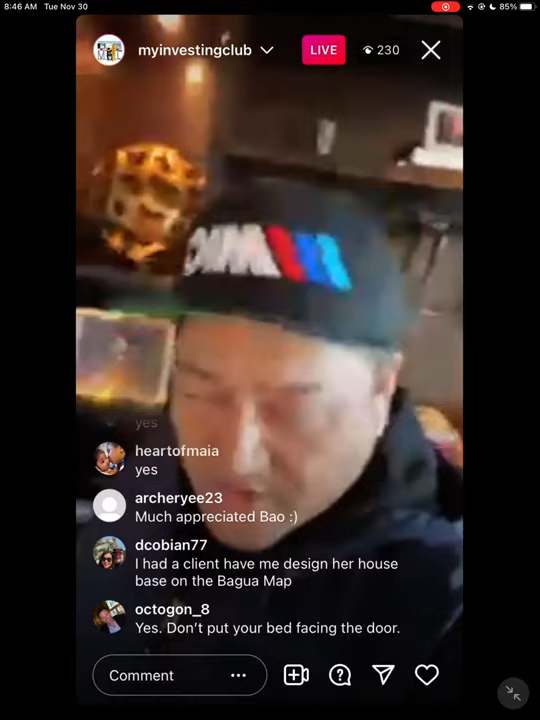 8:46 AM Tue Nov 30
85%
myinvestingclub
LIVE
230
yes
heartofmaia
yes
archeryee23
Much appreciated Bao :)
dcobian77
I had a client have me design her house
base on the Bagua Map
octogon_8
Yes. Don’t put your bed facing the door.
Comment